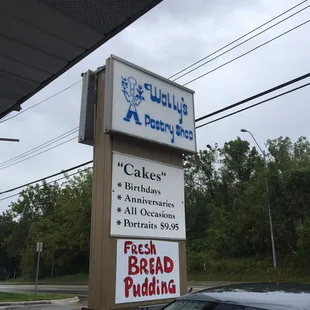 Wally's
Pastry Shop
"Cakes"
* Birthdays
* Anniversaries
* All Occasions
* Portraits $9.95
FRESH
BREAD
Pudding